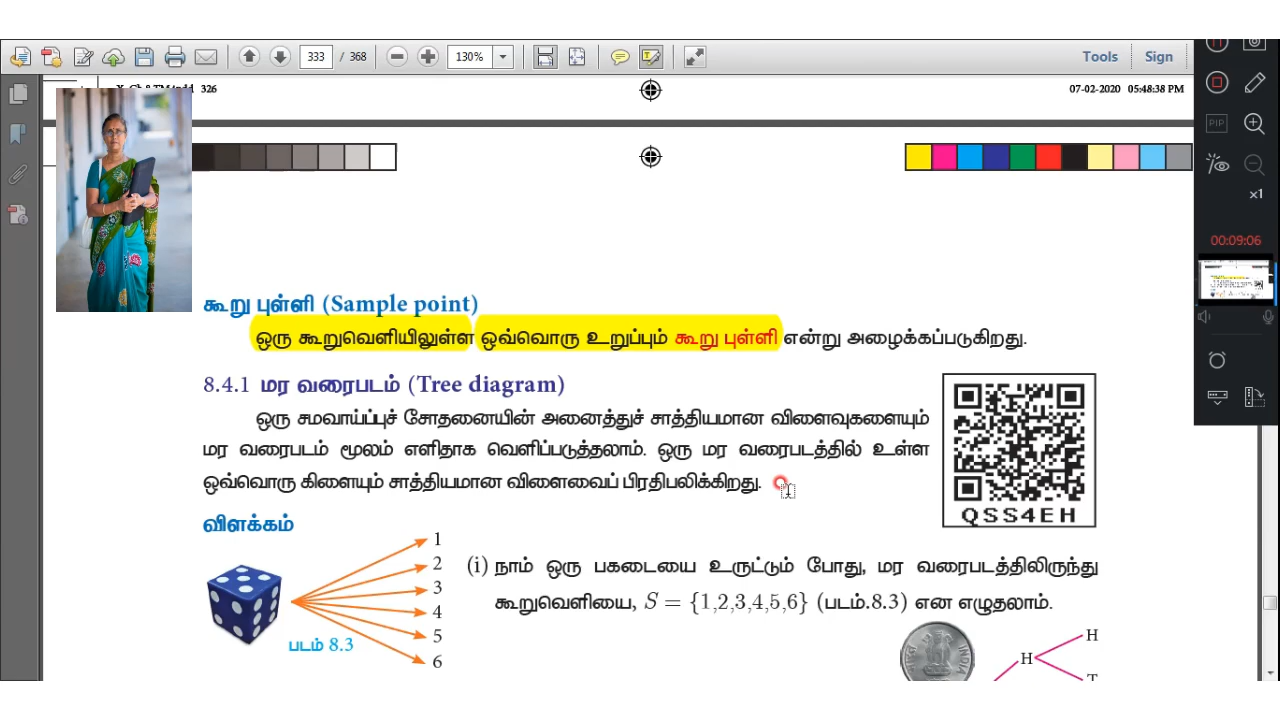 333 / 368
130%
Tools
Sign
326
07-02-2020 05:48:38 PM
PIP
x1
00:09:06
கூறு புள்ளி (Sample point)
ஒரு கூறுவெளியிலுள்ள ஒவ்வொரு உறுப்பும் கூறு புள்ளி என்று அழைக்கப்படுகிறது.
8.4.1 மர வரைபடம் (Tree diagram)
ஒரு சமவாய்ப்புச் சோதனையின் அனைத்துச் சாத்தியமான விளைவுகளையும்
மர வரைபடம் மூலம் எளிதாக வெளிப்படுத்தலாம். ஒரு மர வரைபடத்தில் உள்ள
ஒவ்வொரு கிளையும் சாத்தியமான விளைவைப் பிரதிபலிக்கிறது.
QSS4EH
விளக்கம்
1
2
3
4
5
6
படம் 8.3
(i) நாம் ஒரு பகடையை உருட்டும் போது, மர வரைபடத்திலிருந்து
கூறுவெளியை, S = {1,2,3,4,5,6} (படம்.8.3) என எழுதலாம்.
H
H
T